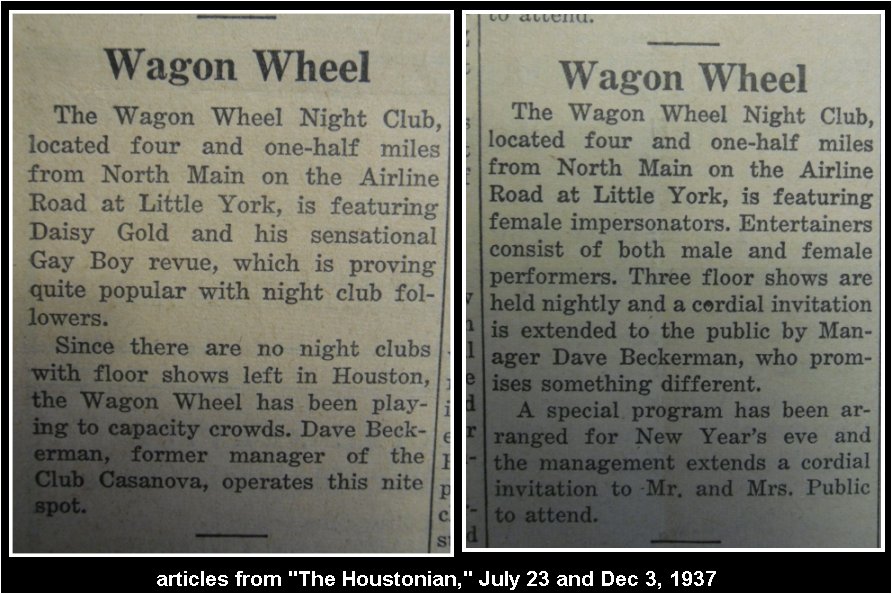 Wagon Wheel
The Wagon Wheel Night Club,
located four and one-half miles
from North Main on the Airline
Road at Little York, is featuring
Daisy Gold and his sensational
Gay Boy revue, which is proving
quite popular with night club fol-
lowers.
Since there are no night clubs
with floor shows left in Houston,
the Wagon Wheel has been play-
ing to capacity crowds. Dave Beck-
erman, former manager of the
Club Casanova, operates this nite
spot.
to attend.
Wagon Wheel
The Wagon Wheel Night Club,
located four and one-half miles
from North Main on the Airline
Road at Little York, is featuring
female impersonators. Entertainers
consist of both male and female
performers. Three floor shows are
held nightly and a cordial invitation
is extended to the public by Man-
ager Dave Beckerman, who prom-
ises something different.
A special program has been ar-
ranged for New Year's eve and
the management extends a cordial
invitation to Mr. and Mrs. Public
to attend.
articles from "The Houstonian," July 23 and Dec 3, 1937